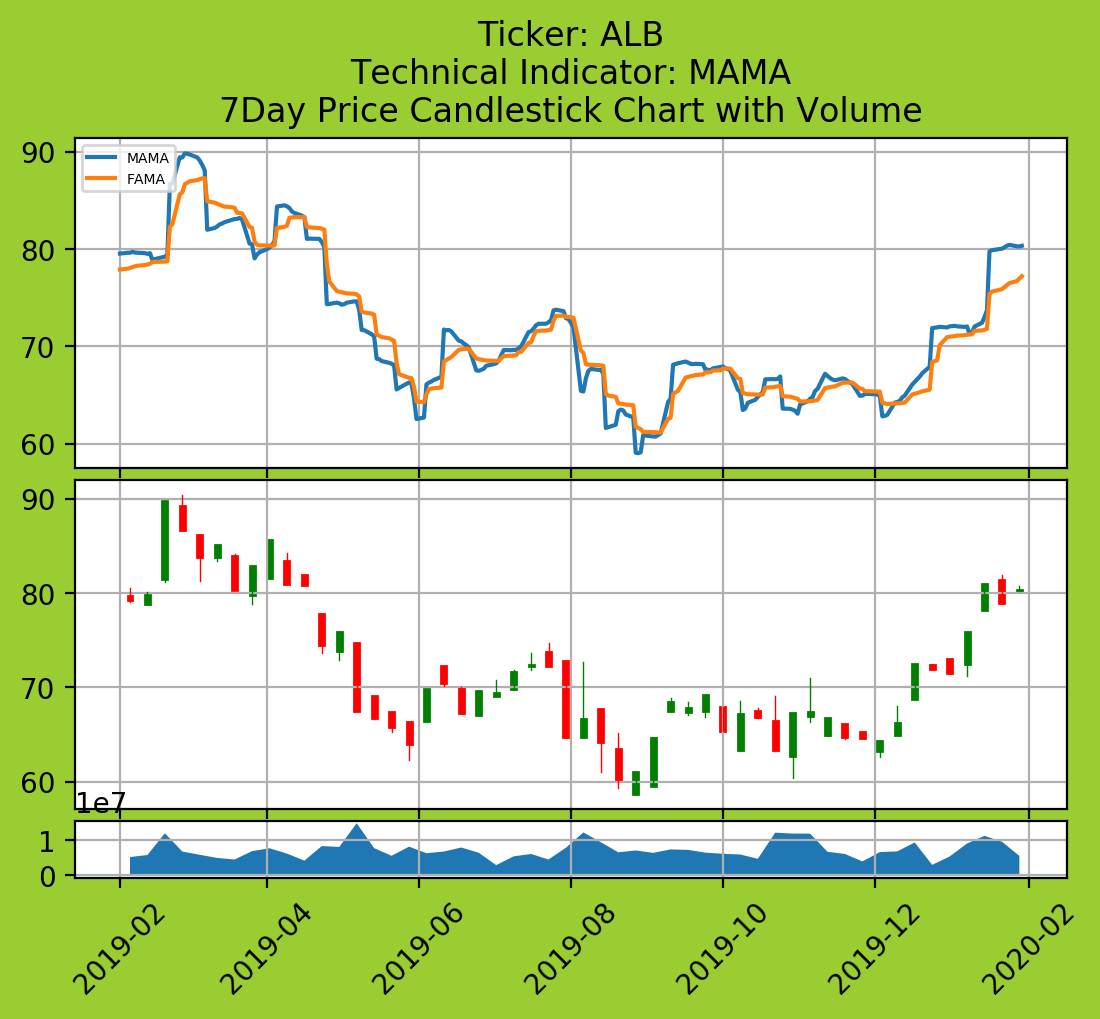 Ticker: ALB
Technical Indicator: MAMA
7Day Price Candlestick Chart with Volume
90
80
70
60
MAMA
FAMA
90
80
70
60
1e7
1
0
2019-02
2019-04
2019-06
2019-08
2019-10
2019-12
2020-02